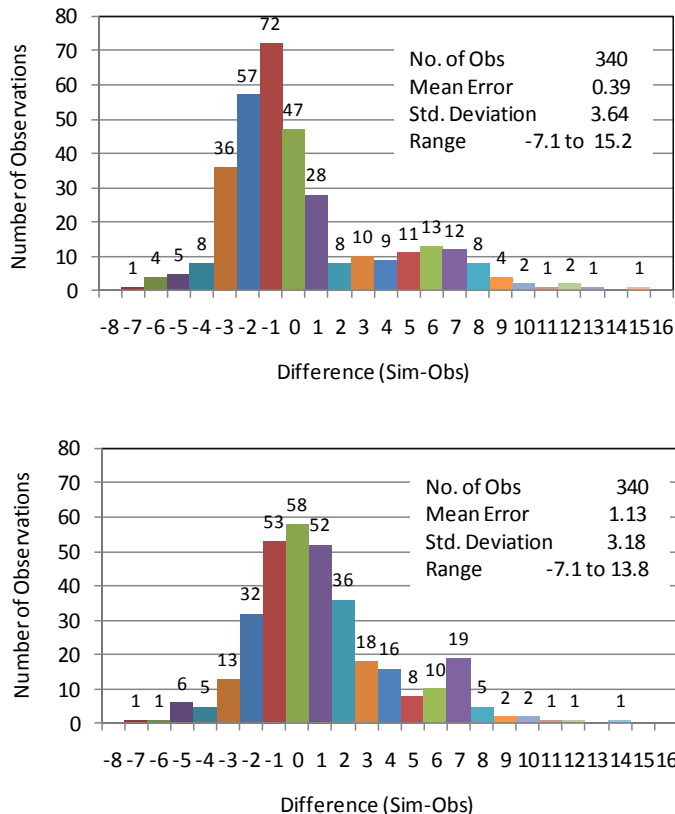 80
72
70
No. of Obs 340
60
57
Mean Error 0.39
50
47
Std. Deviation 3.64
40
36
Range -7.1 to 15.2
30
28
20
10
0
1 4 5 8 8 10 9 11 13 12 8 4 2 1 2 1 1
-8 -7 -6 -5 -4 -3 -2 -1 0 1 2 3 4 5 6 7 8 9 10 11 12 13 14 15 16
Number of Observations
Difference (Sim-Obs)
80
70
No. of Obs 340
60
53 58 52
Mean Error 1.13
50
Std. Deviation 3.18
40
36
Range -7.1 to 13.8
32
30
20
18 16 19
13
10
0
1 1 6 5 8 10 5 2 2 1 1 1
-8 -7 -6 -5 -4 -3 -2 -1 0 1 2 3 4 5 6 7 8 9 10 11 12 13 14 15 16
Number of Observations
Difference (Sim-Obs)